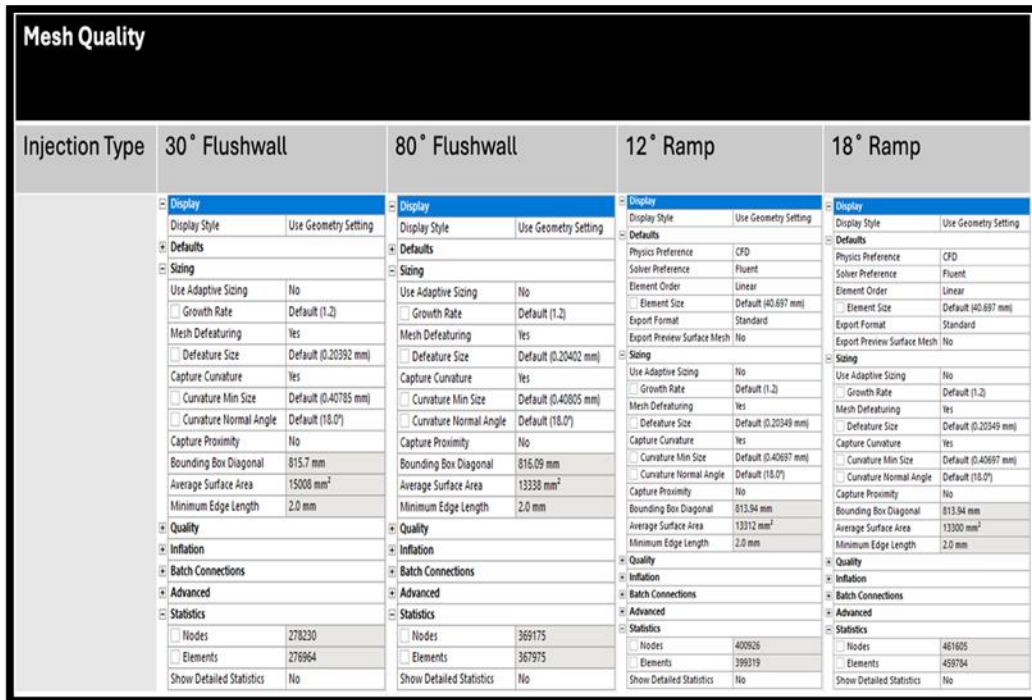 Mesh Quality
Injection Type 30˚ Flushwall 80˚ Flushwall 12˚ Ramp 18˚ Ramp
Display
Display Style Use Geometry Setting
Defaults
Sizing
Use Adaptive Sizing No
Growth Rate Default (1.2)
Mesh Defeaturing Yes
Defeature Size Default (0.20392 mm)
Capture Curvature Yes
Curvature Min Size Default (0.40785 mm)
Curvature Normal Angle Default (18.0°)
Capture Proximity No
Bounding Box Diagonal 815.7 mm
Average Surface Area 15008 mm²
Minimum Edge Length 2.0 mm
Quality
Inflation
Batch Connections
Advanced
Statistics
Nodes 278230
Elements 276964
Show Detailed Statistics No
Display
Display Style Use Geometry Setting
Defaults
Sizing
Use Adaptive Sizing No
Growth Rate Default (1.2)
Mesh Defeaturing Yes
Defeature Size Default (0.20402 mm)
Capture Curvature Yes
Curvature Min Size Default (0.40805 mm)
Curvature Normal Angle Default (18.0°)
Capture Proximity No
Bounding Box Diagonal 816.09 mm
Average Surface Area 13338 mm²
Minimum Edge Length 2.0 mm
Quality
Inflation
Batch Connections
Advanced
Statistics
Nodes 369175
Elements 367975
Show Detailed Statistics No
Display
Display Style Use Geometry Setting
Defaults
Physics Preference CFD
Solver Preference Fluent
Element Order Linear
Element Size Default (40.697 mm)
Export Format Standard
Export Preview Surface Mesh No
Sizing
Use Adaptive Sizing No
Growth Rate Default (1.2)
Mesh Defeaturing Yes
Defeature Size Default (0.20349 mm)
Capture Curvature Yes
Curvature Min Size Default (0.40697 mm)
Curvature Normal Angle Default (18.0°)
Capture Proximity No
Bounding Box Diagonal 813.94 mm
Average Surface Area 13312 mm²
Minimum Edge Length 2.0 mm
Quality
Inflation
Batch Connections
Advanced
Statistics
Nodes 400926
Elements 399319
Show Detailed Statistics No
Display
Display Style Use Geometry Setting
Defaults
Physics Preference CFD
Solver Preference Fluent
Element Order Linear
Element Size Default (40.697 mm)
Export Format Standard
Export Preview Surface Mesh No
Sizing
Use Adaptive Sizing No
Growth Rate Default (1.2)
Mesh Defeaturing Yes
Defeature Size Default (0.20349 mm)
Capture Curvature Yes
Curvature Min Size Default (0.40697 mm)
Curvature Normal Angle Default (18.0°)
Capture Proximity No
Bounding Box Diagonal 813.94 mm
Average Surface Area 13300 mm²
Minimum Edge Length 2.0 mm
Quality
Inflation
Batch Connections
Advanced
Statistics
Nodes 461605
Elements 459784
Show Detailed Statistics No